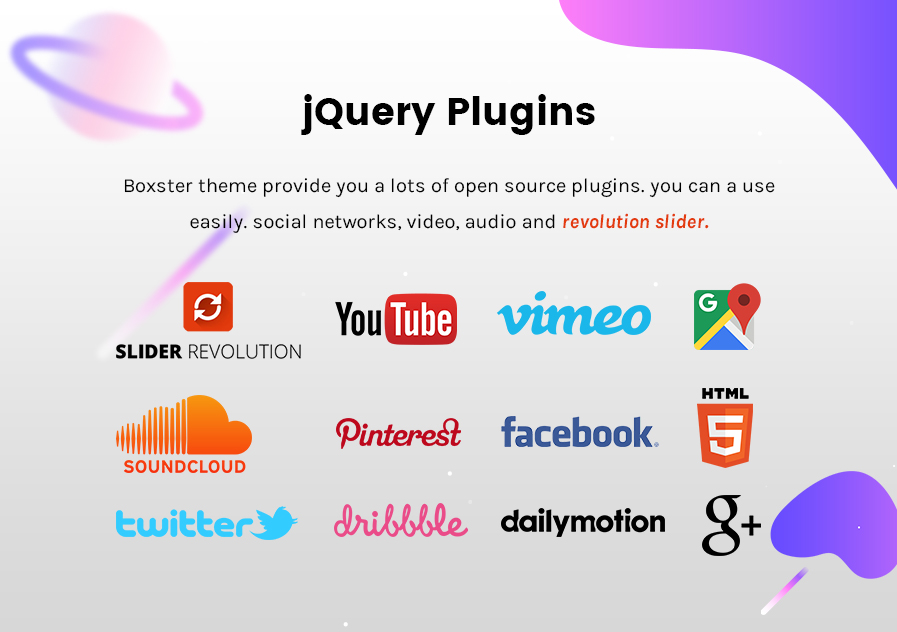 jQuery Plugins
Boxster theme provide you a lots of open source plugins. you can a use
easily. social networks, video, audio and revolution slider.
SLIDER REVOLUTION
YouTube
vimeo
G
SOUNDCLOUD
Pinterest
facebook.
HTML
5
twitter
dribbble
dailymotion
g+